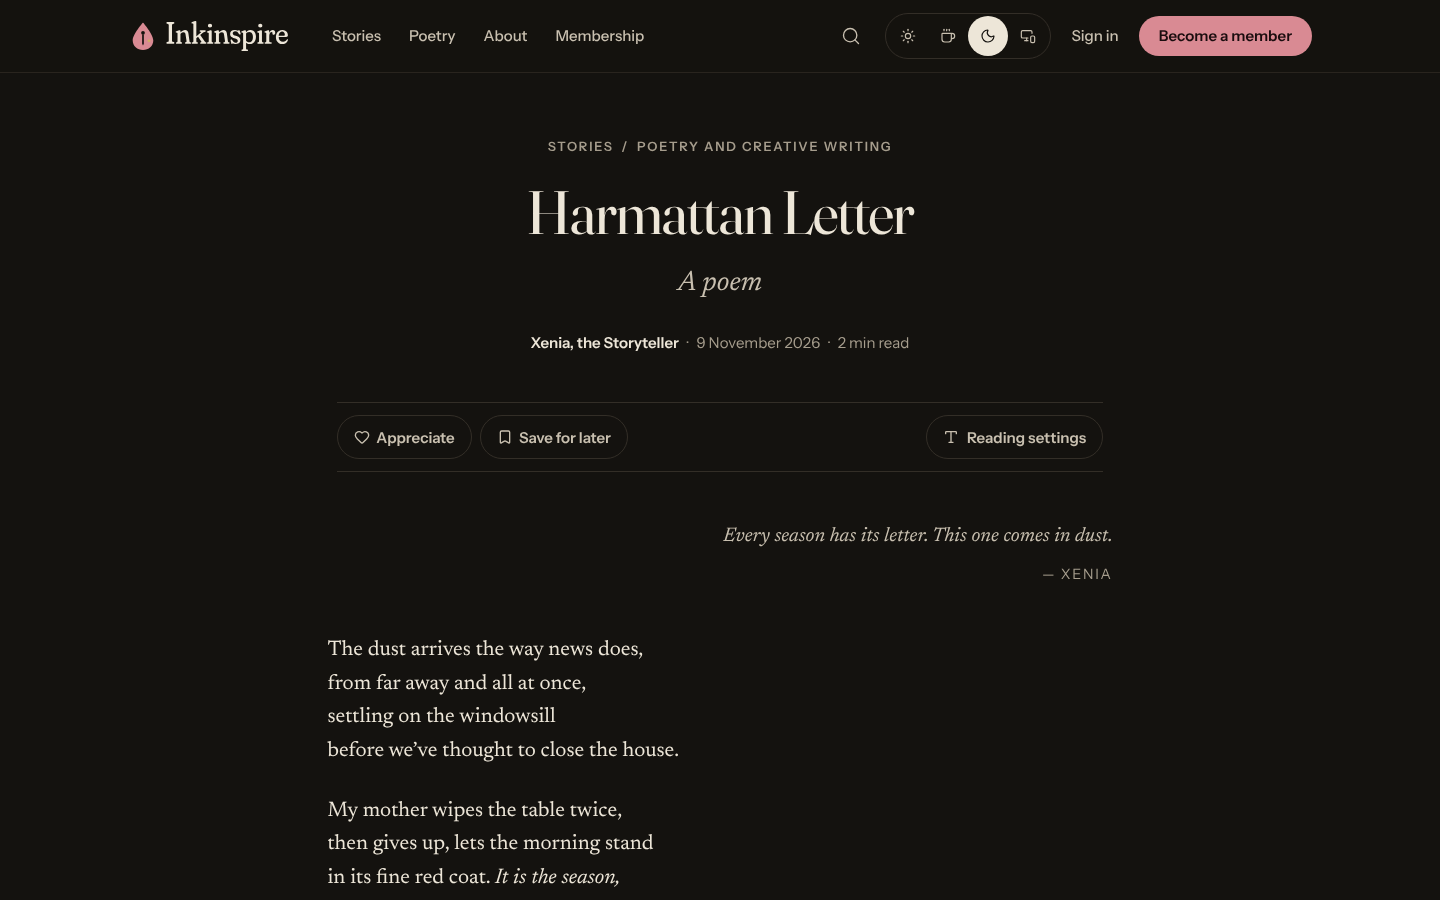 Inkinspire
Stories
Poetry
About
Membership
Sign in
Become a member
STORIES / POETRY AND CREATIVE WRITING
Harmattan Letter
A poem
Xenia, the Storyteller · 9 November 2026 · 2 min read
Appreciate
Save for later
Reading settings
Every season has its letter. This one comes in dust.
— XENIA
The dust arrives the way news does,
from far away and all at once,
settling on the windowsill
before we’ve thought to close the house.
My mother wipes the table twice,
then gives up, lets the morning stand
in its fine red coat. It is the season,